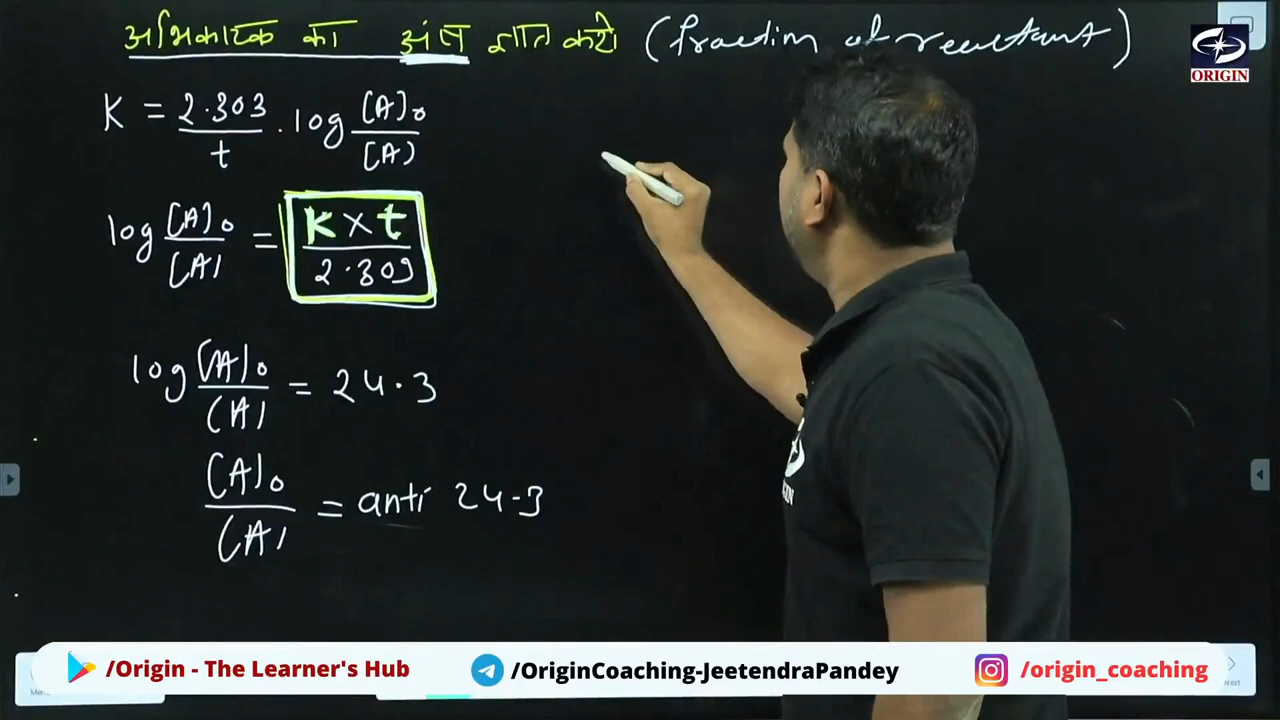 अभिकारक का अंश ज्ञात करो (fraction of reactant)
ORIGIN
K = 2.303/t . log [A]₀/[A]
log [A]₀/[A] = K × t/2.303
log [A]₀/[A] = 24.3
[A]₀/[A] = anti 24.3
/Origin - The Learner's Hub
/OriginCoaching-JeetendraPandey
/origin_coaching